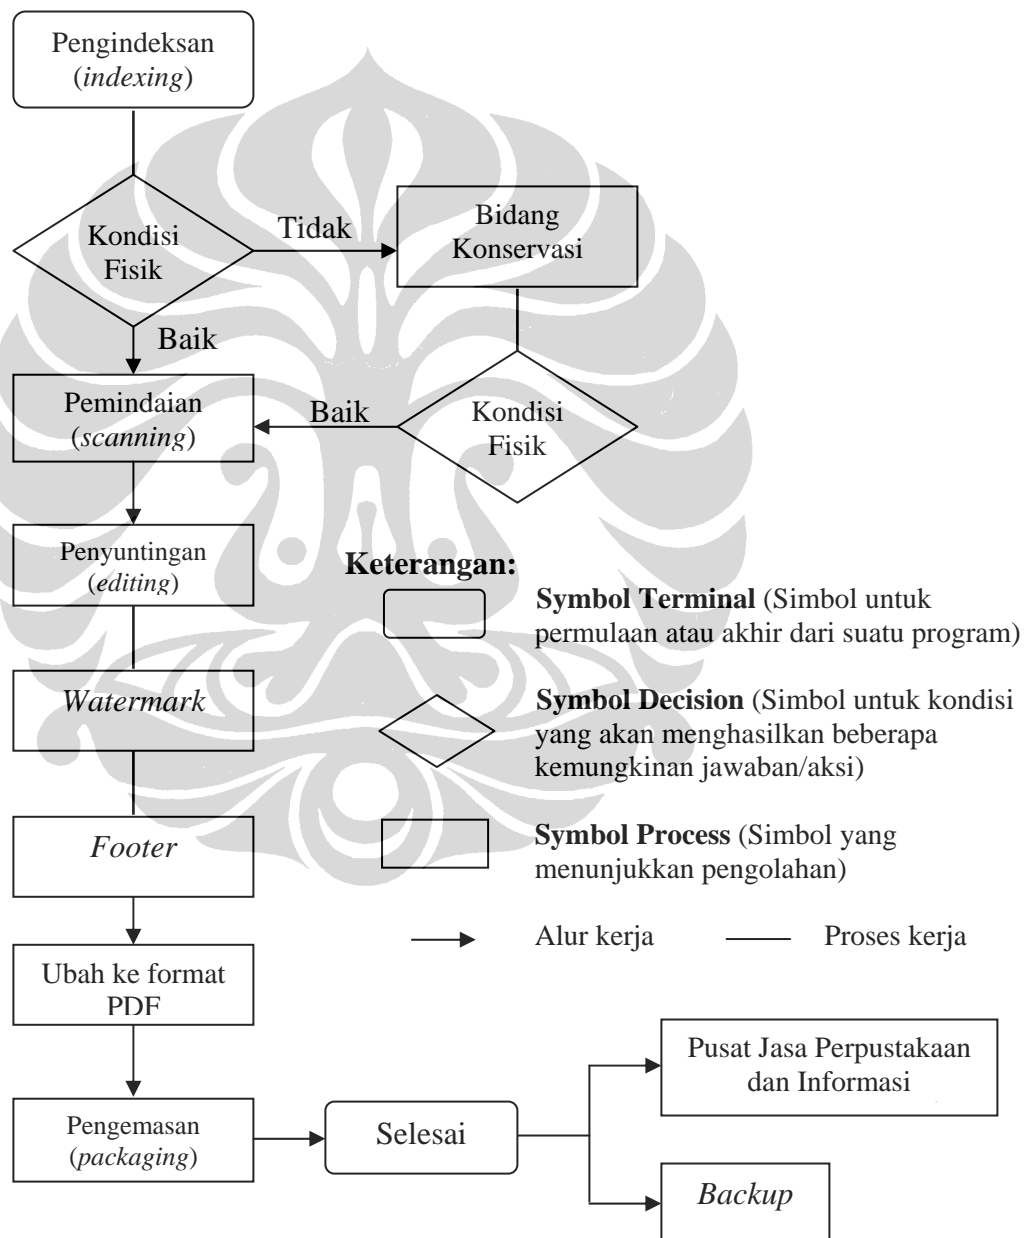 Pengindeksan
(indexing)
Kondisi
Fisik
Tidak
Bidang
Konservasi
Baik
Pemindaian
(scanning)
Baik
Kondisi
Fisik
Penyuntingan
(editing)
Watermark
Footer
Ubah ke format
PDF
Pengemasan
(packaging)
Selesai
Pusat Jasa Perpustakaan
dan Informasi
Backup
Keterangan:
Symbol Terminal (Simbol untuk
permulaan atau akhir dari suatu program)
Symbol Decision (Simbol untuk kondisi
yang akan menghasilkan beberapa
kemungkinan jawaban/aksi)
Symbol Process (Simbol yang
menunjukkan pengolahan)
Alur kerja
Proses kerja